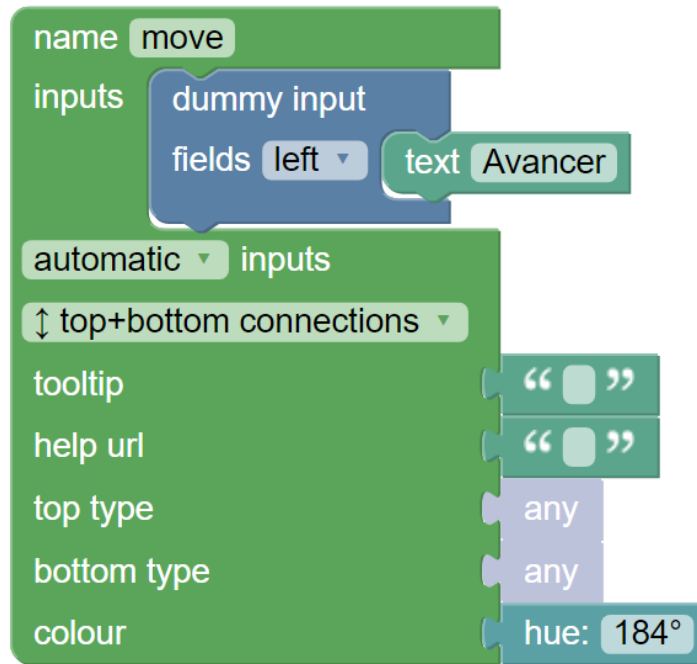 name move
inputs dummy input
fields left ▾ text Avancer
automatic ▾ inputs
↕ top+bottom connections ▾
tooltip “ ”
help url “ ”
top type any
bottom type any
colour hue: 184°